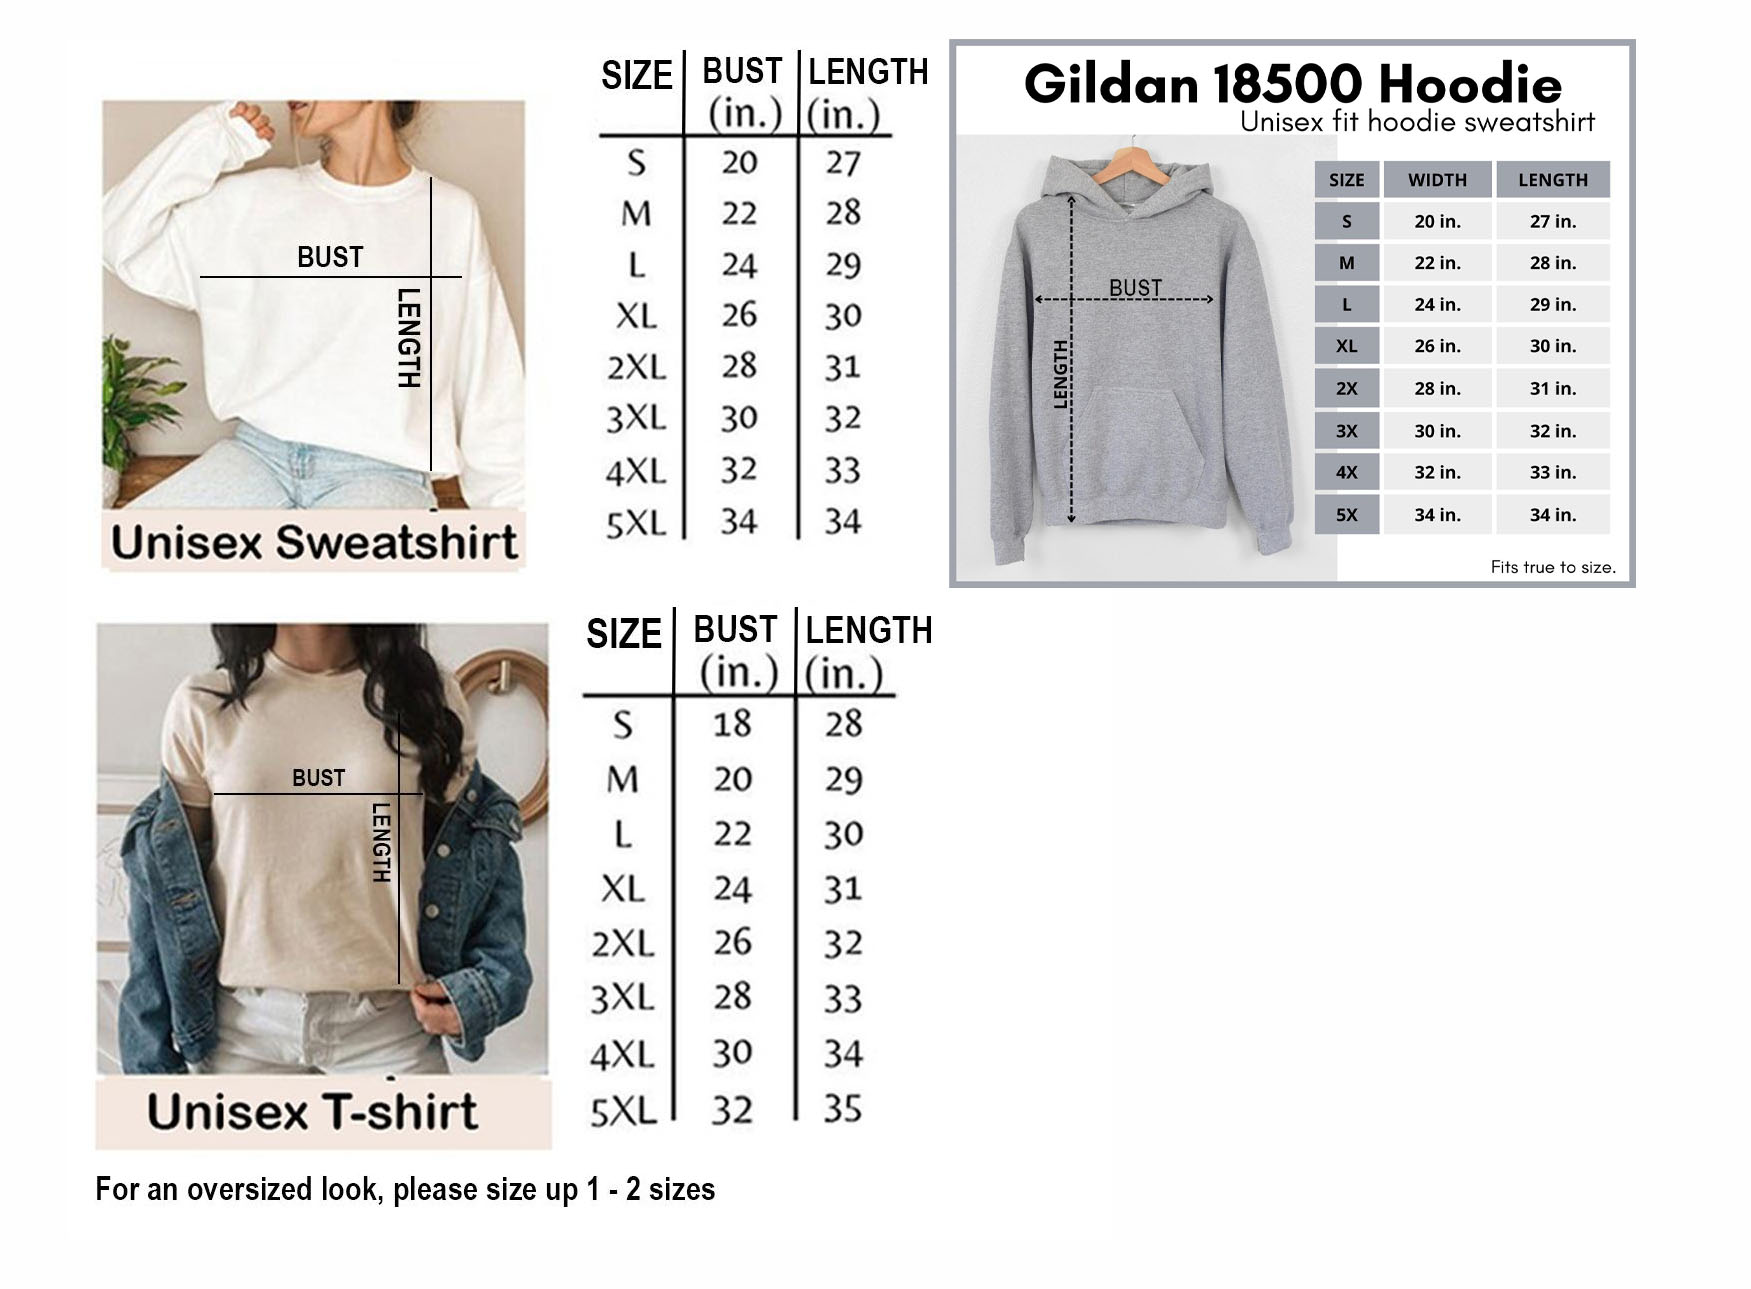 SIZE BUST LENGTH
(in.) (in.)
S 20 27
M 22 28
L 24 29
XL 26 30
2XL 28 31
3XL 30 32
4XL 32 33
5XL 34 34
BUST
LENGTH
Unisex Sweatshirt
Gildan 18500 Hoodie
Unisex fit hoodie sweatshirt
SIZE WIDTH LENGTH
S 20 in. 27 in.
M 22 in. 28 in.
L 24 in. 29 in.
XL 26 in. 30 in.
2X 28 in. 31 in.
3X 30 in. 32 in.
4X 32 in. 33 in.
5X 34 in. 34 in.
BUST
LENGTH
Fits true to size.
SIZE BUST LENGTH
(in.) (in.)
S 18 28
M 20 29
L 22 30
XL 24 31
2XL 26 32
3XL 28 33
4XL 30 34
5XL 32 35
BUST
LENGTH
Unisex T-shirt
For an oversized look, please size up 1 - 2 sizes